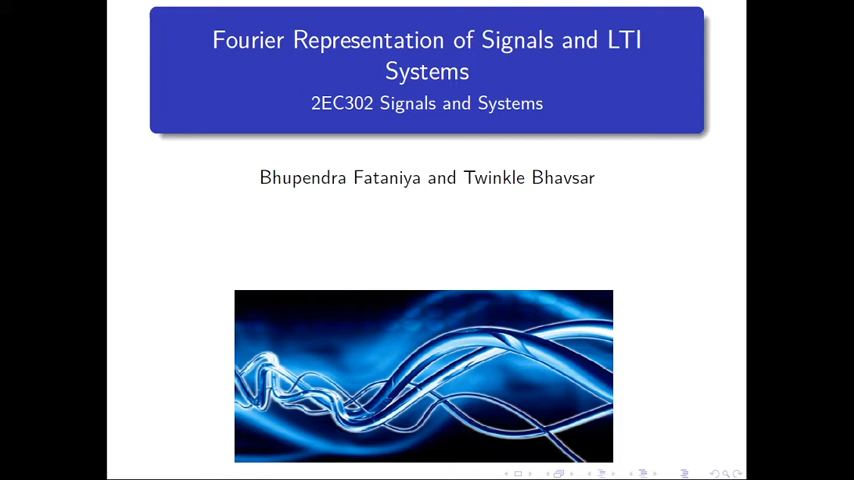 Fourier Representation of Signals and LTI
Systems
2EC302 Signals and Systems
Bhupendra Fataniya and Twinkle Bhavsar